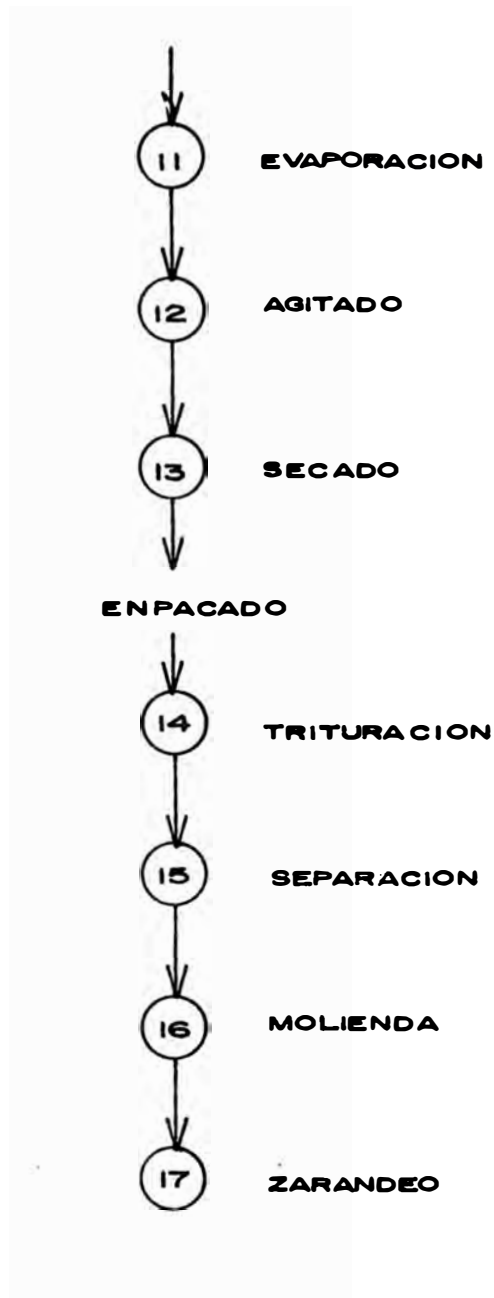 11 EVAPORACION
12 AGITADO
13 SECADO
ENPACADO
14 TRITURACION
15 SEPARACION
16 MOLIENDA
17 ZARANDEO